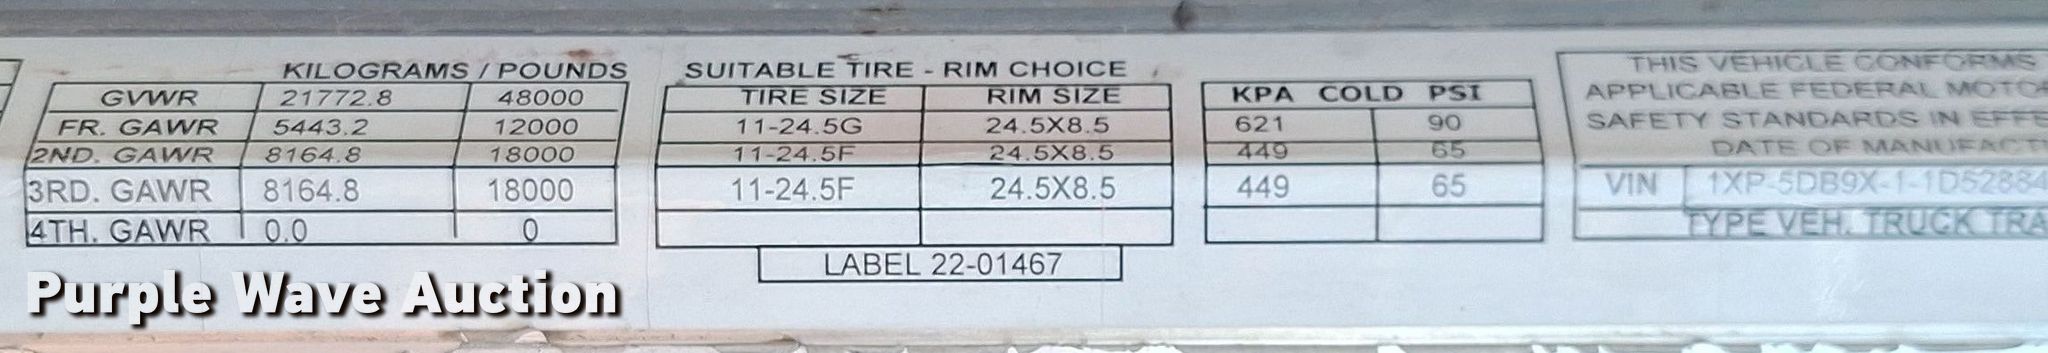 KILOGRAMS / POUNDS
GVWR 21772.8 48000
FR. GAWR 5443.2 12000
2ND. GAWR 8164.8 18000
3RD. GAWR 8164.8 18000
4TH. GAWR 0.0 0
SUITABLE TIRE - RIM CHOICE
TIRE SIZE RIM SIZE
11-24.5G 24.5X8.5
11-24.5F 24.5X8.5
11-24.5F 24.5X8.5
LABEL 22-01467
KPA COLD PSI
621 90
449 65
449 65
THIS VEHICLE CONFORMS
APPLICABLE FEDERAL MOTO
SAFETY STANDARDS IN EFFE
DATE OF MANUFACT
VIN 1XP-5DB9X-1-1D52884
TYPE VEH. TRUCK TRA
Purple Wave Auction